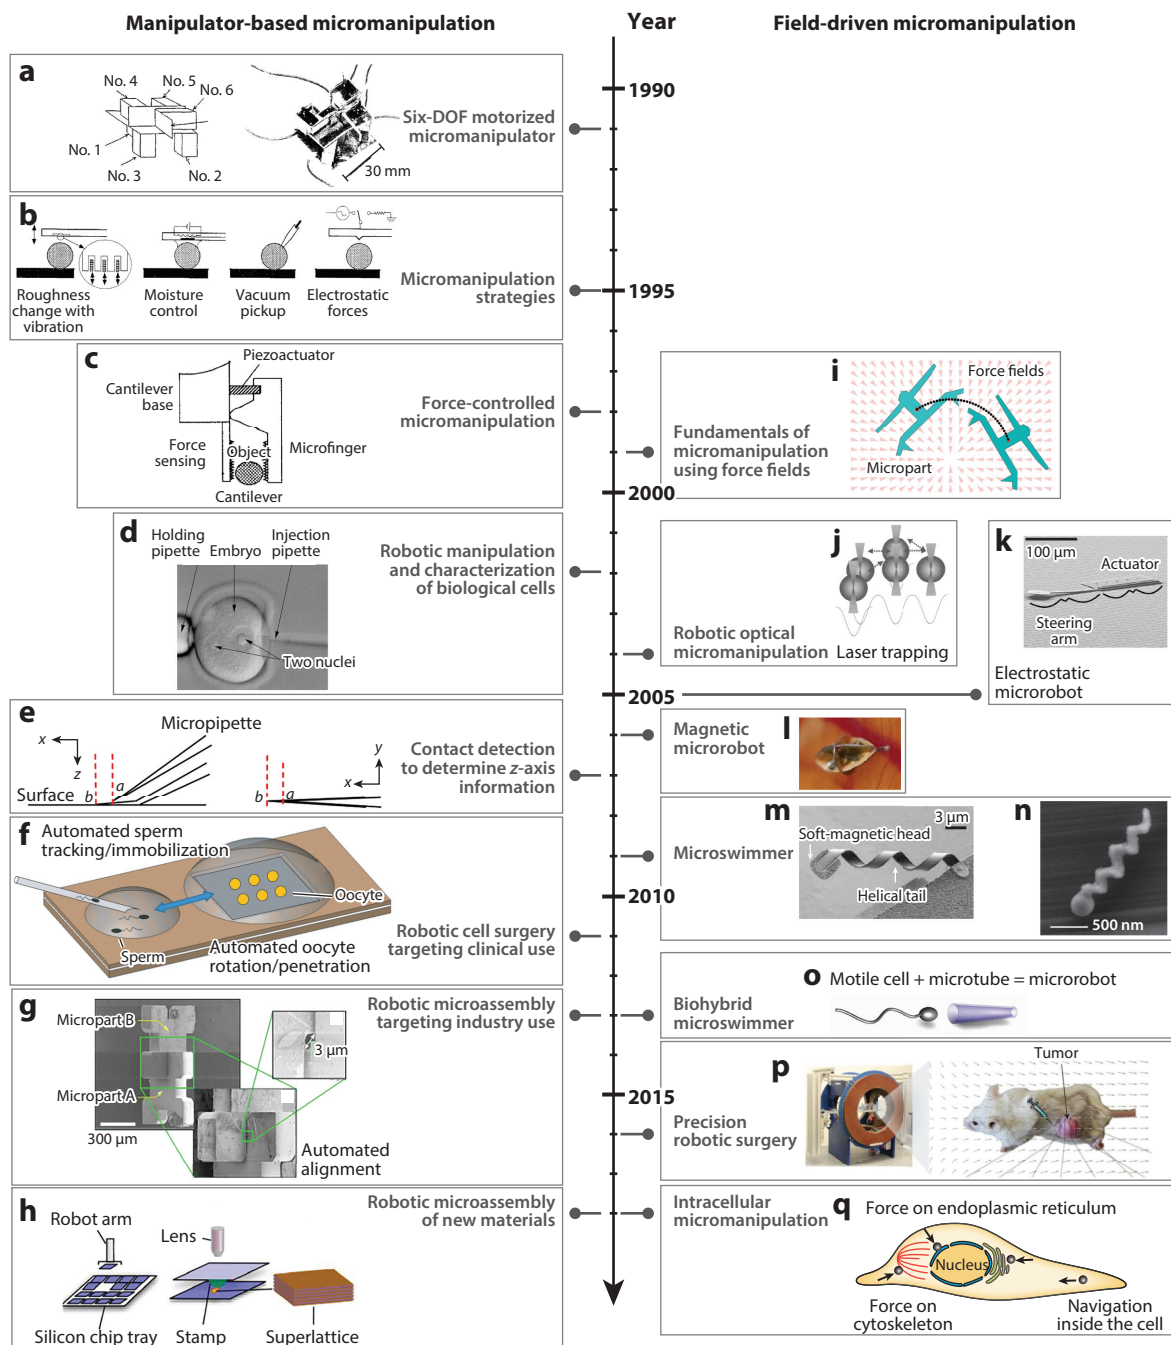 Manipulator-based micromanipulation
Year
Field-driven micromanipulation
a
No. 4
No. 5
No. 6
No. 1
No. 3
No. 2
30 mm
Six-DOF motorized
micromanipulator
1990
b
Roughness
change with
vibration
Moisture
control
Vacuum
pickup
Electrostatic
forces
Micromanipulation
strategies
1995
c
Piezoactuator
Cantilever
base
Force
sensing
Object
Microfinger
Cantilever
Force-controlled
micromanipulation
i
Force fields
Micropart
Fundamentals of
micromanipulation
using force fields
2000
d
Holding
pipette
Embryo
Injection
pipette
Two nuclei
Robotic manipulation
and characterization
of biological cells
j
Laser trapping
Robotic optical
micromanipulation
k
100 µm
Actuator
Steering
arm
Electrostatic
microrobot
2005
e
Micropipette
x
z
Surface
b
a
y
x
b
a
Contact detection
to determine z-axis
information
Magnetic
microrobot
l
f
Automated sperm
tracking/immobilization
Oocyte
Sperm
Automated oocyte
rotation/penetration
Robotic cell surgery
targeting clinical use
m
3 µm
Soft-magnetic head
Helical tail
Microswimmer
n
500 nm
2010
g
Micropart B
Micropart A
300 µm
3 µm
Automated
alignment
Robotic microassembly
targeting industry use
o
Motile cell + microtube = microrobot
Biohybrid
microswimmer
2015
p
Tumor
Precision
robotic surgery
h
Robot arm
Lens
Silicon chip tray
Stamp
Superlattice
Robotic microassembly
of new materials
Intracellular
micromanipulation
q
Force on endoplasmic reticulum
Nucleus
Force on
cytoskeleton
Navigation
inside the cell